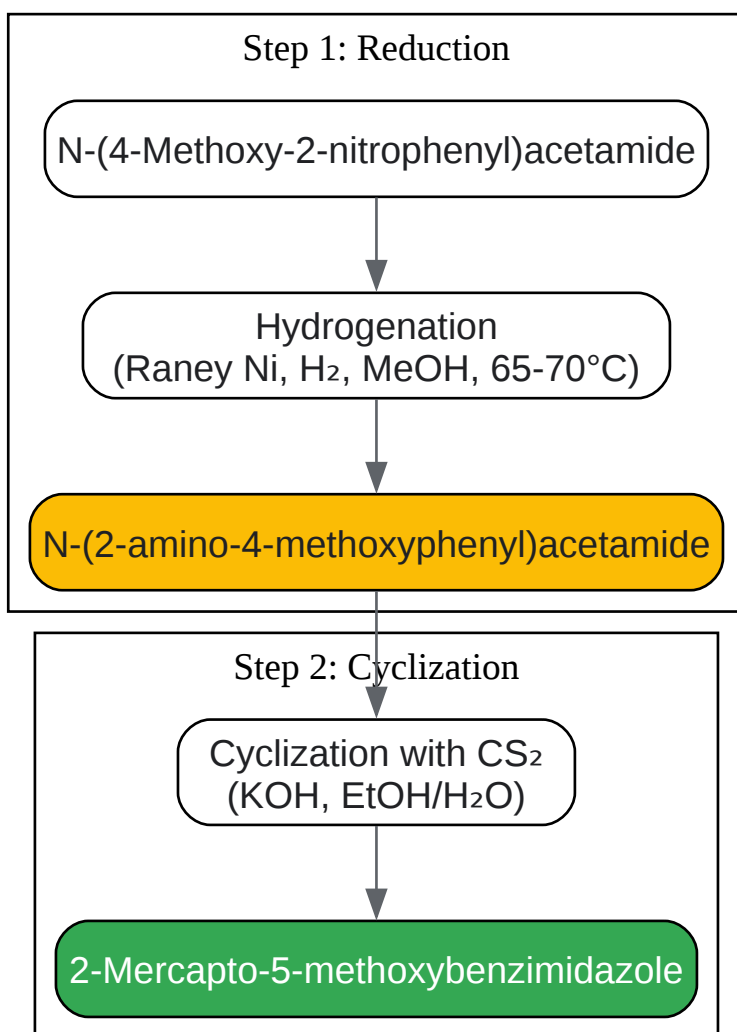 Step 1: Reduction
N-(4-Methoxy-2-nitrophenyl)acetamide
Hydrogenation
(Raney Ni, H₂, MeOH, 65-70°C)
N-(2-amino-4-methoxyphenyl)acetamide
Step 2: Cyclization
Cyclization with CS₂
(KOH, EtOH/H₂O)
2-Mercapto-5-methoxybenzimidazole